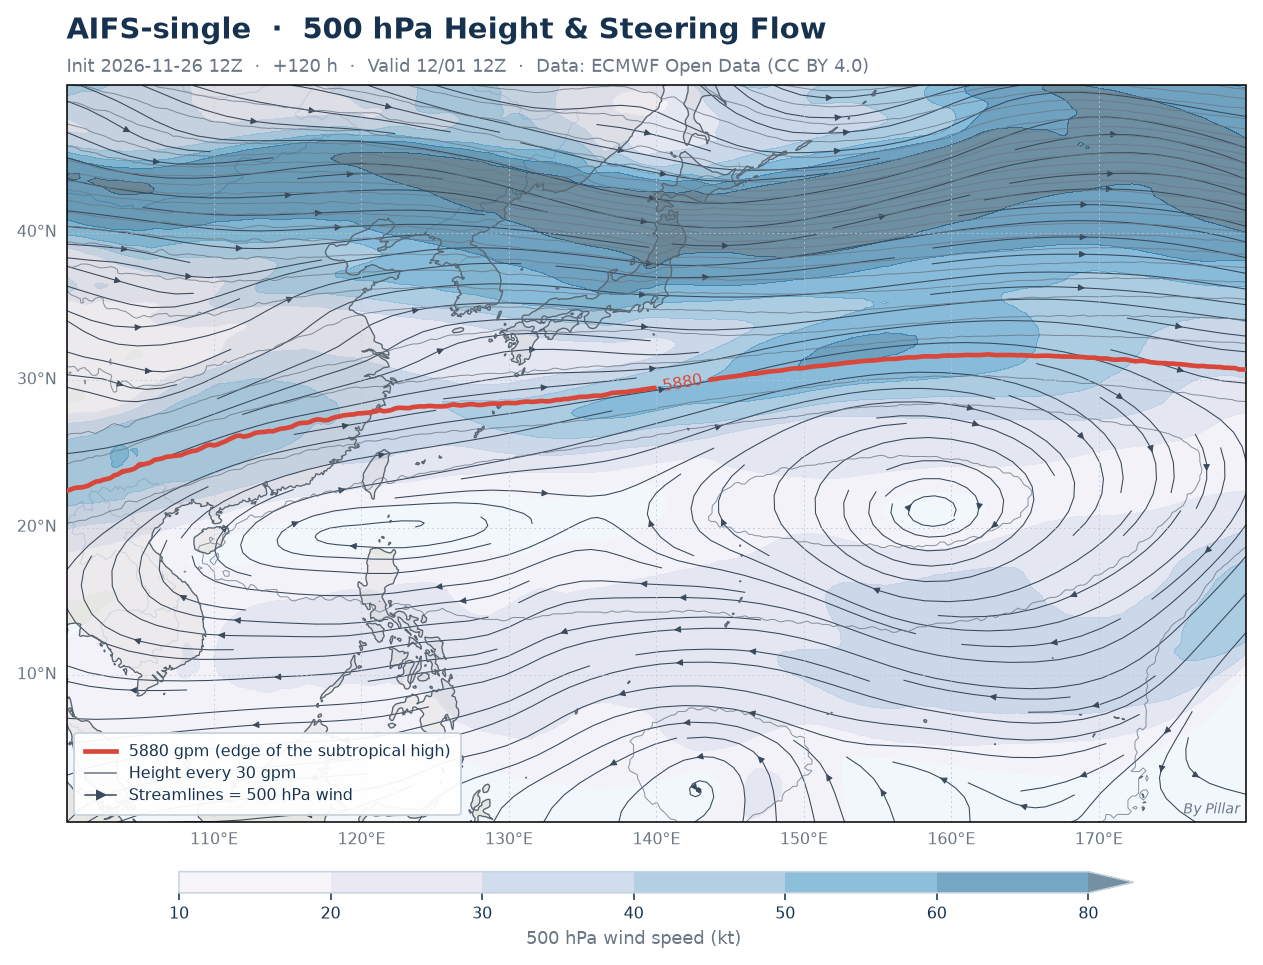 AIFS-single · 500 hPa Height & Steering Flow
Init 2026-11-26 12Z · +120 h · Valid 12/01 12Z · Data: ECMWF Open Data (CC BY 4.0)
40°N
30°N
20°N
10°N
5880
5880 gpm (edge of the subtropical high)
Height every 30 gpm
Streamlines = 500 hPa wind
By Pillar
110°E 120°E 130°E 140°E 150°E 160°E 170°E
10 20 30 40 50 60 80
500 hPa wind speed (kt)